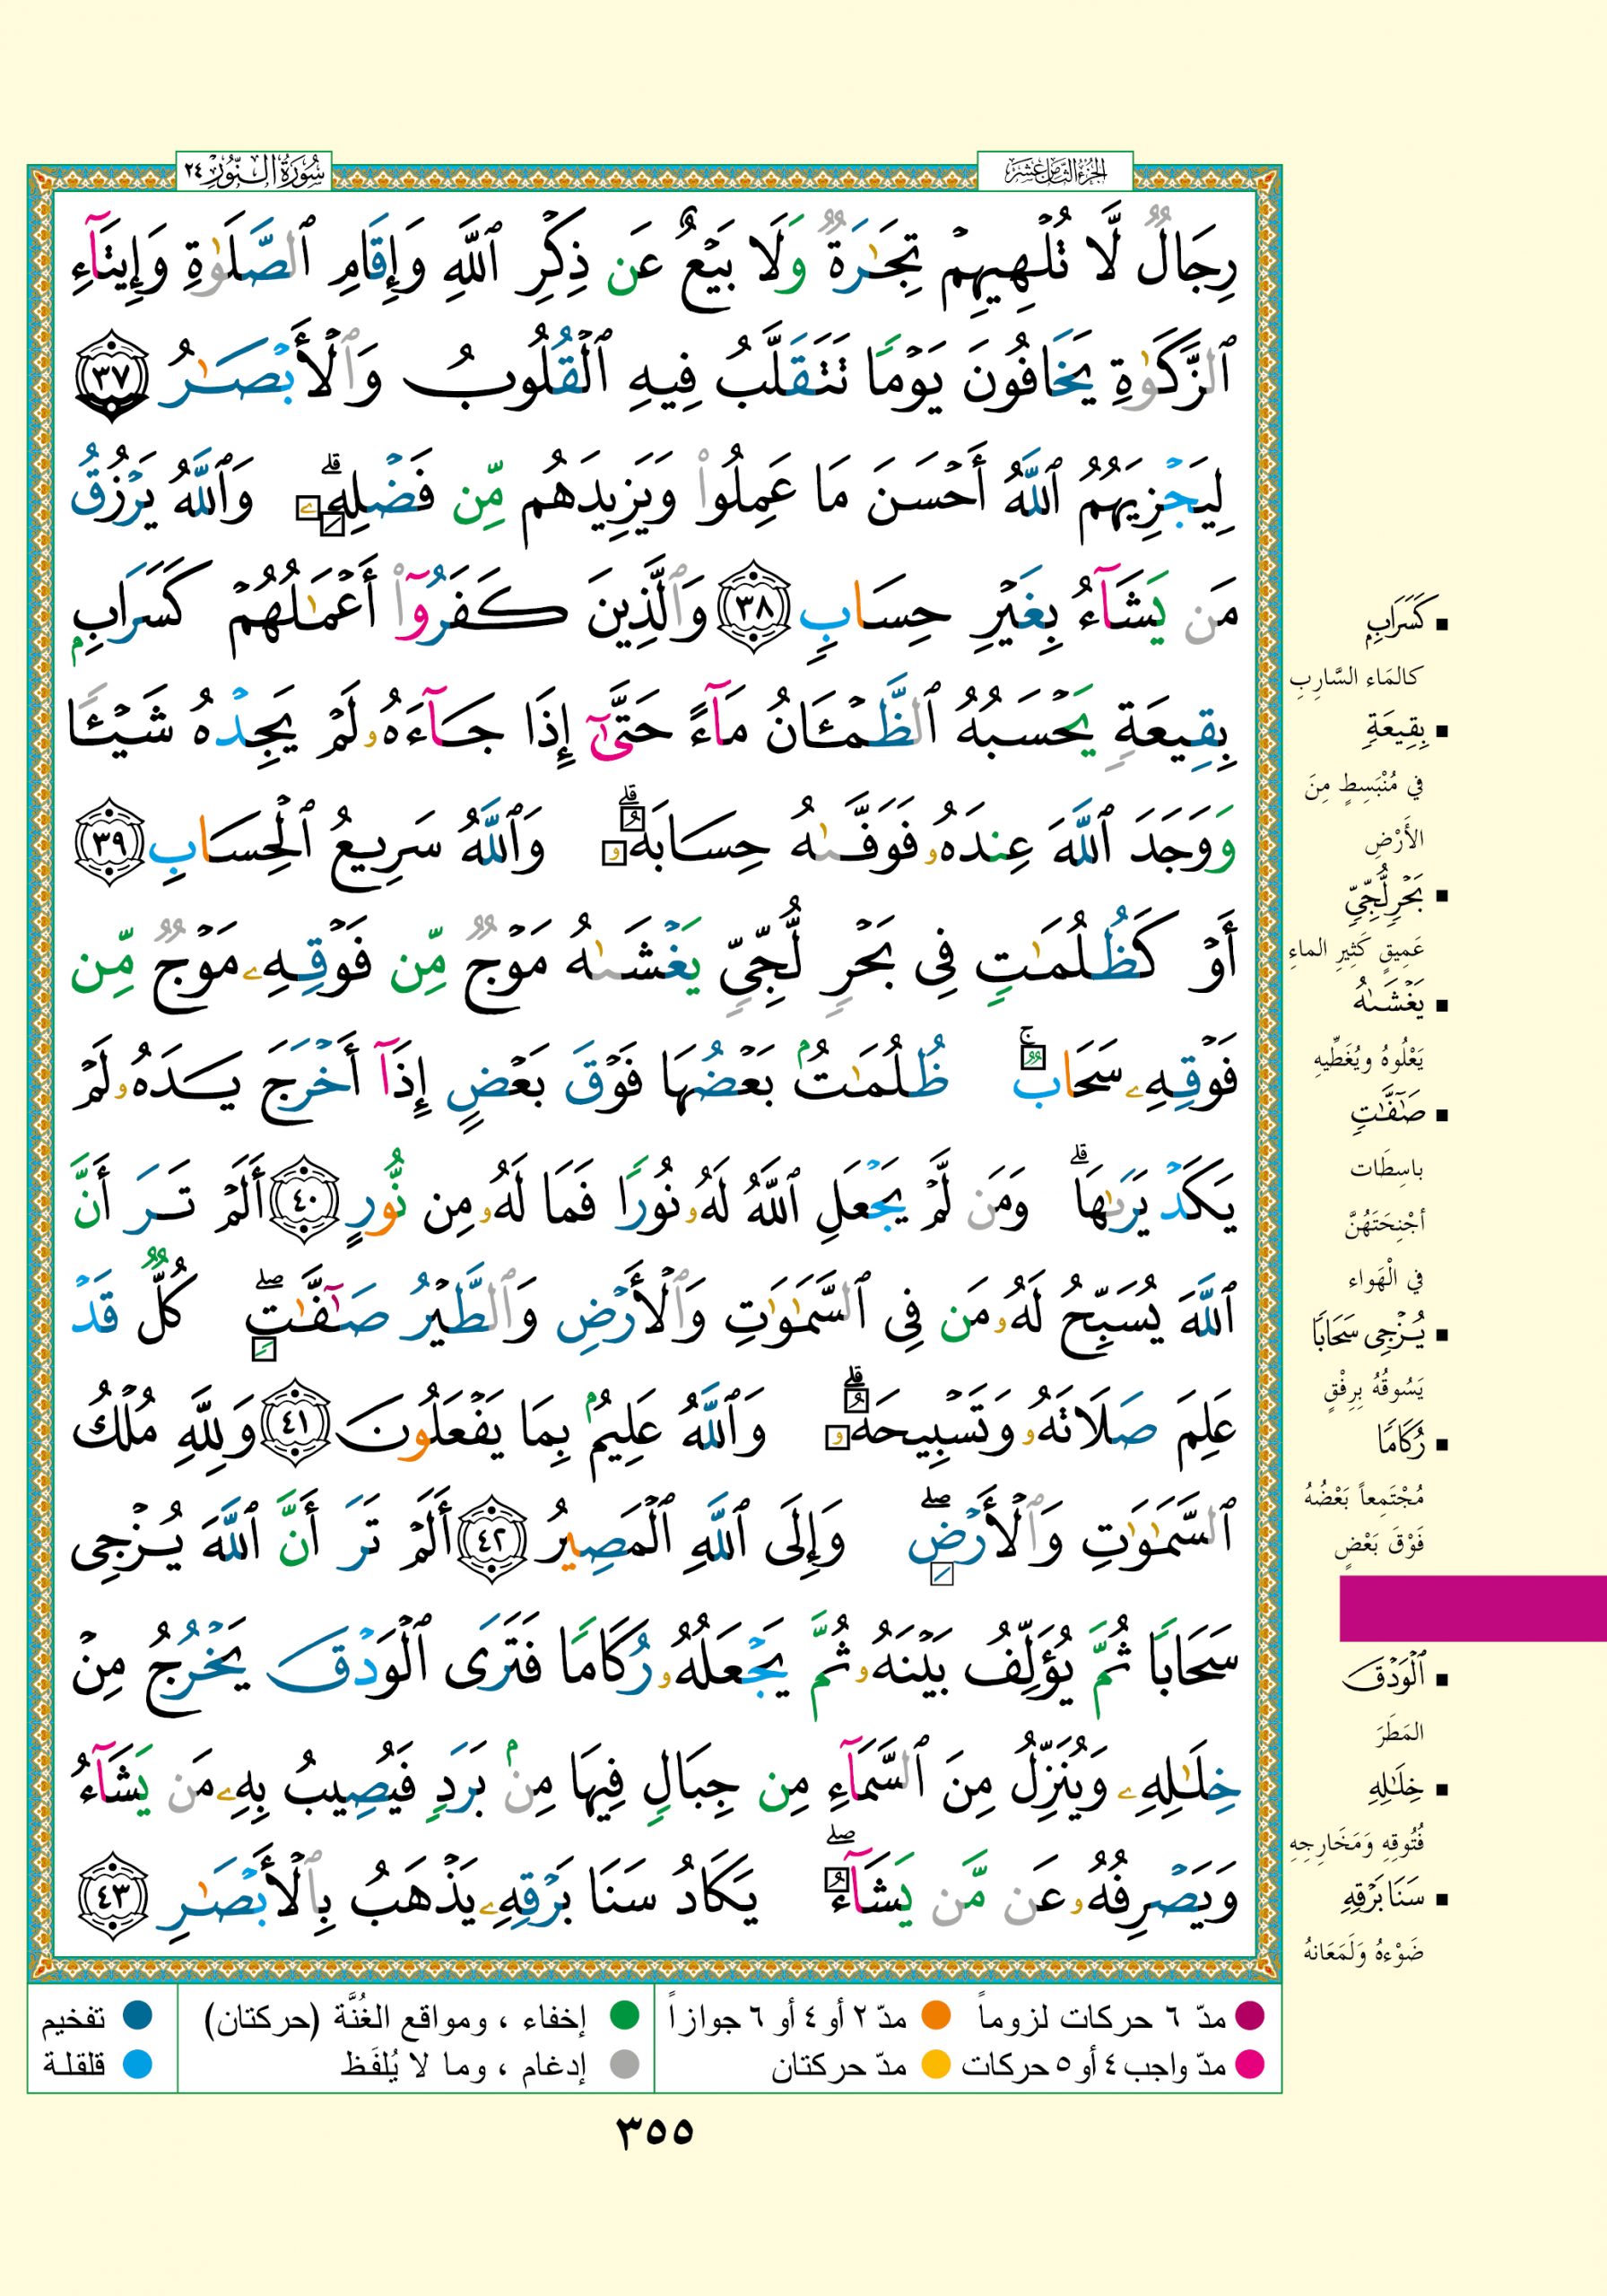 الجزء الثامن عشر
سورة النور ٢٤
رِجَالٌ لَّا تُلْهِيهِمْ تِجَٰرَةٌ وَلَا بَيْعٌ عَن ذِكْرِ ٱللَّهِ وَإِقَامِ ٱلصَّلَوٰةِ وَإِيتَآءِ
ٱلزَّكَوٰةِ يَخَافُونَ يَوْمًا تَتَقَلَّبُ فِيهِ ٱلْقُلُوبُ وَٱلْأَبْصَٰرُ ٣٧
لِيَجْزِيَهُمُ ٱللَّهُ أَحْسَنَ مَا عَمِلُوا۟ وَيَزِيدَهُم مِّن فَضْلِهِۦ ۗ وَٱللَّهُ يَرْزُقُ
مَن يَشَآءُ بِغَيْرِ حِسَابٍ ٣٨ وَٱلَّذِينَ كَفَرُوٓا۟ أَعْمَٰلُهُمْ كَسَرَابٍۭ
بِقِيعَةٍ يَحْسَبُهُ ٱلظَّمْـَٔانُ مَآءً حَتَّىٰٓ إِذَا جَآءَهُۥ لَمْ يَجِدْهُ شَيْـًٔا
وَوَجَدَ ٱللَّهَ عِندَهُۥ فَوَفَّىٰهُ حِسَابَهُۥ ۗ وَٱللَّهُ سَرِيعُ ٱلْحِسَابِ ٣٩
أَوْ كَظُلُمَٰتٍ فِى بَحْرٍ لُّجِّىٍّ يَغْشَىٰهُ مَوْجٌ مِّن فَوْقِهِۦ مَوْجٌ مِّن
فَوْقِهِۦ سَحَابٌ ۚ ظُلُمَٰتٌۢ بَعْضُهَا فَوْقَ بَعْضٍ إِذَآ أَخْرَجَ يَدَهُۥ لَمْ
يَكَدْ يَرَىٰهَا ۗ وَمَن لَّمْ يَجْعَلِ ٱللَّهُ لَهُۥ نُورًا فَمَا لَهُۥ مِن نُّورٍ ٤٠ أَلَمْ تَرَ أَنَّ
ٱللَّهَ يُسَبِّحُ لَهُۥ مَن فِى ٱلسَّمَٰوَٰتِ وَٱلْأَرْضِ وَٱلطَّيْرُ صَٰٓفَّٰتٍ ۖ كُلٌّ قَدْ
عَلِمَ صَلَاتَهُۥ وَتَسْبِيحَهُۥ ۗ وَٱللَّهُ عَلِيمٌۢ بِمَا يَفْعَلُونَ ٤١ وَلِلَّهِ مُلْكُ
ٱلسَّمَٰوَٰتِ وَٱلْأَرْضِ ۖ وَإِلَى ٱللَّهِ ٱلْمَصِيرُ ٤٢ أَلَمْ تَرَ أَنَّ ٱللَّهَ يُزْجِى
سَحَابًا ثُمَّ يُؤَلِّفُ بَيْنَهُۥ ثُمَّ يَجْعَلُهُۥ رُكَامًا فَتَرَى ٱلْوَدْقَ يَخْرُجُ مِنْ
خِلَٰلِهِۦ وَيُنَزِّلُ مِنَ ٱلسَّمَآءِ مِن جِبَالٍ فِيهَا مِنۢ بَرَدٍ فَيُصِيبُ بِهِۦ مَن يَشَآءُ
وَيَصْرِفُهُۥ عَن مَّن يَشَآءُ ۖ يَكَادُ سَنَا بَرْقِهِۦ يَذْهَبُ بِٱلْأَبْصَٰرِ ٤٣
كَسَرَابٍ
كالمَاء السَّارِبِ
بِقِيعَةٍ
في مُنْبَسِطٍ مِنَ
الأَرْضِ
بَحْرٍ لُّجِّيٍّ
عَمِيقٍ كَثِيرِ الماءِ
يَغْشَىٰهُ
يَعْلُوهُ ويُغَطِّيهِ
صَٰٓفَّٰتٍ
باسِطَات
أجْنِحَتَهُنَّ
في الْهَواء
يُزْجِى سَحَابًا
يَسُوقُهُ بِرِفْقٍ
رُكَامًا
مُجْتَمِعاً بَعْضُهُ
فَوْقَ بَعْضٍ
ٱلْوَدْقَ
المَطَرَ
خِلَٰلِهِ
فُتُوقِهِ وَمَخَارِجِهِ
سَنَا بَرْقِهِ
ضَوْءهُ وَلَمَعَانهُ
مدّ ٦ حركات لزوماً مدّ ٢ أو ٤ أو ٦ جوازاً إخفاء ، ومواقع الغُنَّة (حركتان) تفخيم
مدّ واجب ٤ أو ٥ حركات مدّ حركتان إدغام ، وما لا يُلفَظ قلقلة
٣٥٥